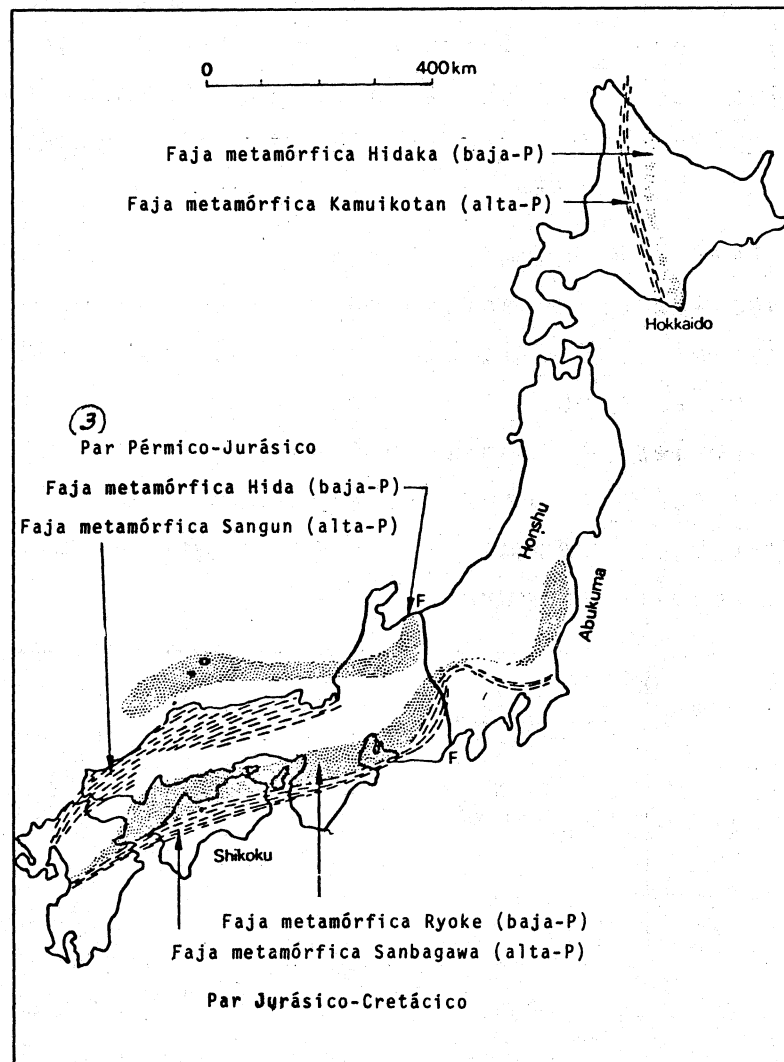 0 400km
Faja metamórfica Hidaka (baja-P)
Faja metamórfica Kamuikotan (alta-P)
Hokkaido
3
Par Pérmico-Jurásico
Faja metamórfica Hida (baja-P)
Faja metamórfica Sangun (alta-P)
Honshu
Abukuma
F
F
Shikoku
Faja metamórfica Ryoke (baja-P)
Faja metamórfica Sanbagawa (alta-P)
Par Jurásico-Cretácico